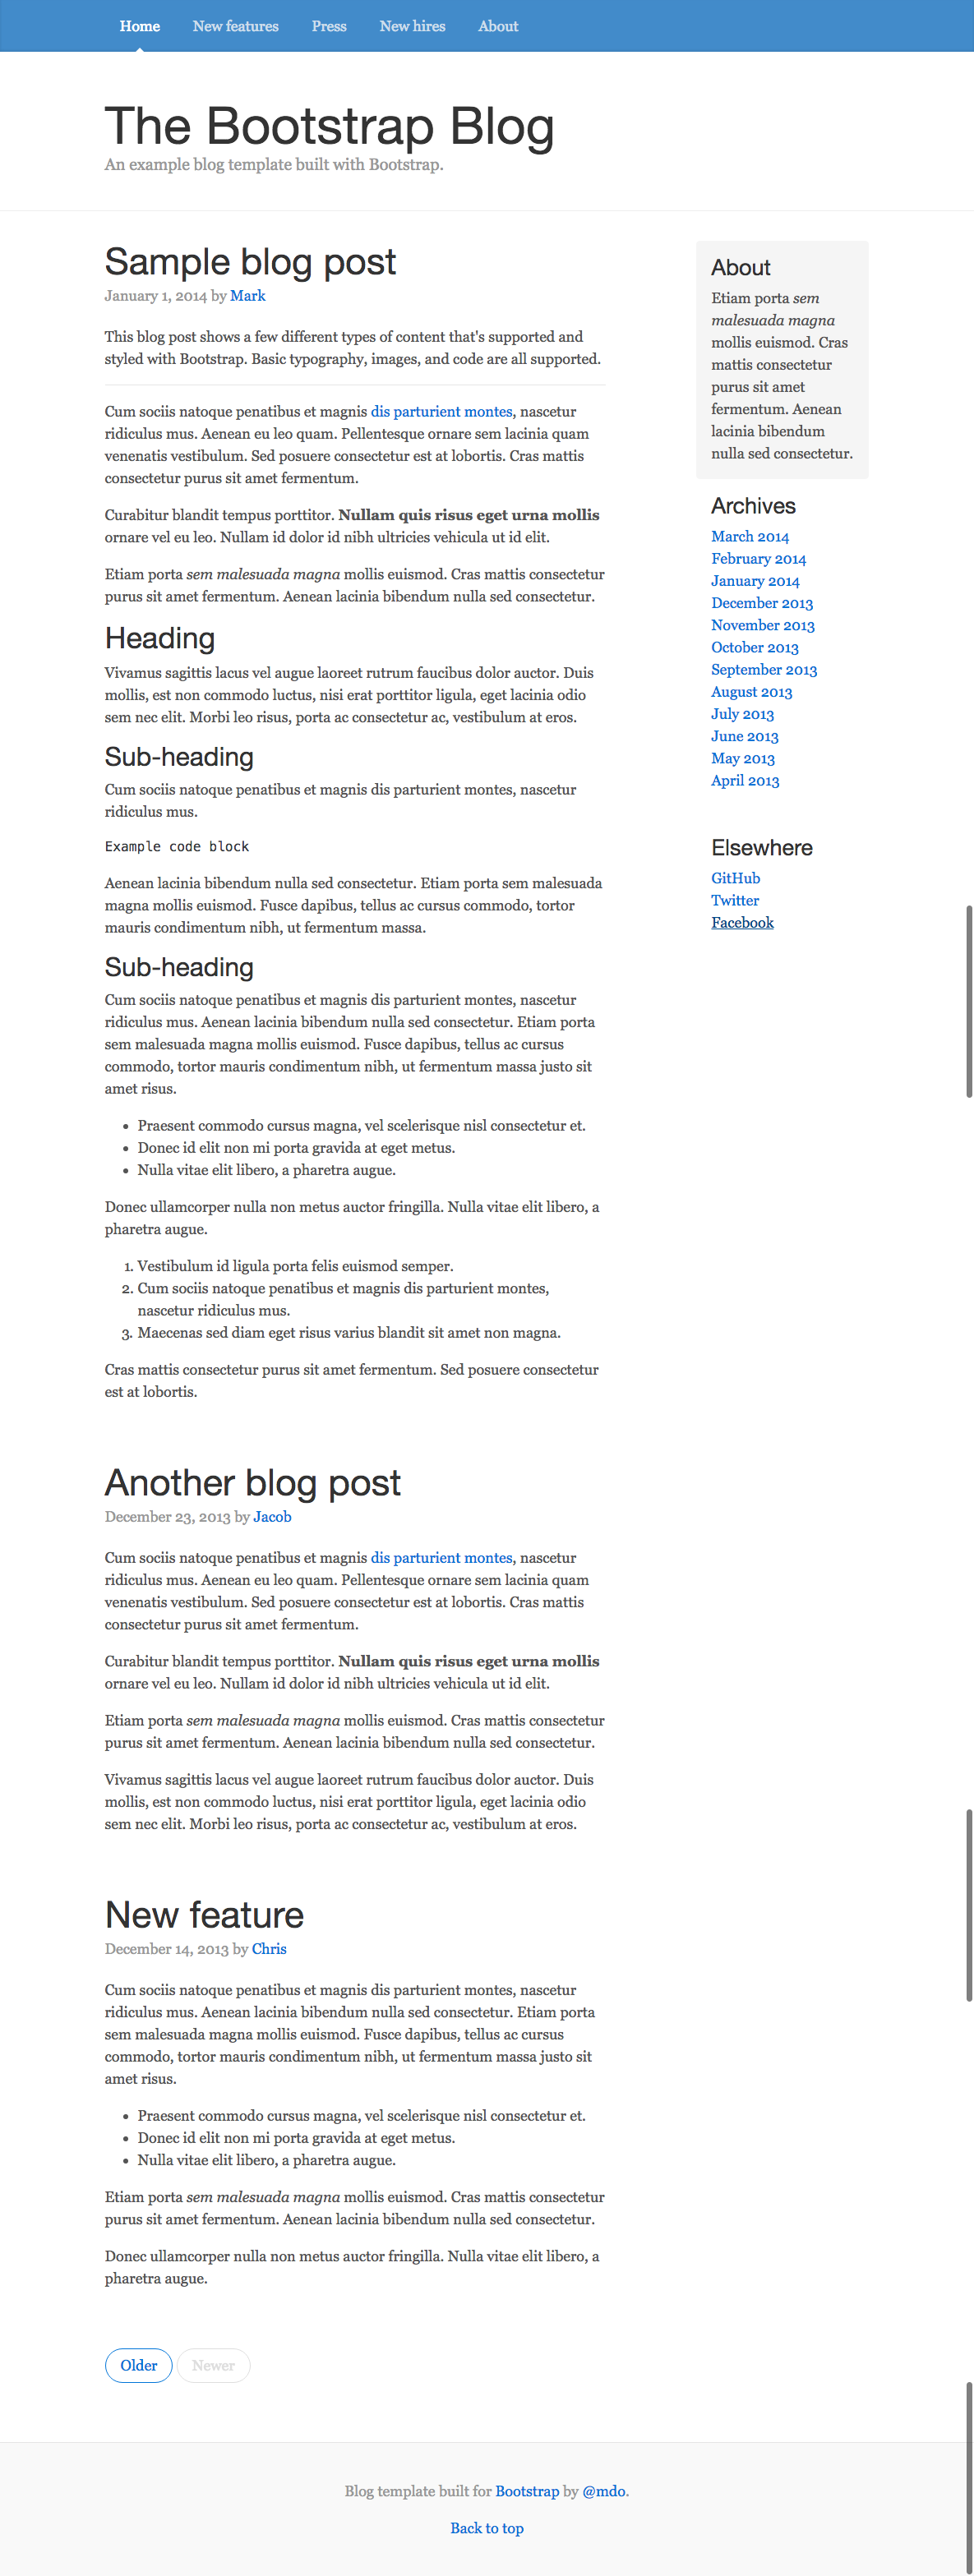 Home New features Press New hires About
The Bootstrap Blog
An example blog template built with Bootstrap.
Sample blog post
January 1, 2014 by Mark
This blog post shows a few different types of content that's supported and
styled with Bootstrap. Basic typography, images, and code are all supported.
Cum sociis natoque penatibus et magnis dis parturient montes, nascetur
ridiculus mus. Aenean eu leo quam. Pellentesque ornare sem lacinia quam
venenatis vestibulum. Sed posuere consectetur est at lobortis. Cras mattis
consectetur purus sit amet fermentum.
Curabitur blandit tempus porttitor. Nullam quis risus eget urna mollis
ornare vel eu leo. Nullam id dolor id nibh ultricies vehicula ut id elit.
Etiam porta sem malesuada magna mollis euismod. Cras mattis consectetur
purus sit amet fermentum. Aenean lacinia bibendum nulla sed consectetur.
Heading
Vivamus sagittis lacus vel augue laoreet rutrum faucibus dolor auctor. Duis
mollis, est non commodo luctus, nisi erat porttitor ligula, eget lacinia odio
sem nec elit. Morbi leo risus, porta ac consectetur ac, vestibulum at eros.
Sub-heading
Cum sociis natoque penatibus et magnis dis parturient montes, nascetur
ridiculus mus.
Example code block
Aenean lacinia bibendum nulla sed consectetur. Etiam porta sem malesuada
magna mollis euismod. Fusce dapibus, tellus ac cursus commodo, tortor
mauris condimentum nibh, ut fermentum massa.
Sub-heading
Cum sociis natoque penatibus et magnis dis parturient montes, nascetur
ridiculus mus. Aenean lacinia bibendum nulla sed consectetur. Etiam porta
sem malesuada magna mollis euismod. Fusce dapibus, tellus ac cursus
commodo, tortor mauris condimentum nibh, ut fermentum massa justo sit
amet risus.
• Praesent commodo cursus magna, vel scelerisque nisl consectetur et.
• Donec id elit non mi porta gravida at eget metus.
• Nulla vitae elit libero, a pharetra augue.
Donec ullamcorper nulla non metus auctor fringilla. Nulla vitae elit libero, a
pharetra augue.
1. Vestibulum id ligula porta felis euismod semper.
2. Cum sociis natoque penatibus et magnis dis parturient montes,
nascetur ridiculus mus.
3. Maecenas sed diam eget risus varius blandit sit amet non magna.
Cras mattis consectetur purus sit amet fermentum. Sed posuere consectetur
est at lobortis.
Another blog post
December 23, 2013 by Jacob
Cum sociis natoque penatibus et magnis dis parturient montes, nascetur
ridiculus mus. Aenean eu leo quam. Pellentesque ornare sem lacinia quam
venenatis vestibulum. Sed posuere consectetur est at lobortis. Cras mattis
consectetur purus sit amet fermentum.
Curabitur blandit tempus porttitor. Nullam quis risus eget urna mollis
ornare vel eu leo. Nullam id dolor id nibh ultricies vehicula ut id elit.
Etiam porta sem malesuada magna mollis euismod. Cras mattis consectetur
purus sit amet fermentum. Aenean lacinia bibendum nulla sed consectetur.
Vivamus sagittis lacus vel augue laoreet rutrum faucibus dolor auctor. Duis
mollis, est non commodo luctus, nisi erat porttitor ligula, eget lacinia odio
sem nec elit. Morbi leo risus, porta ac consectetur ac, vestibulum at eros.
New feature
December 14, 2013 by Chris
Cum sociis natoque penatibus et magnis dis parturient montes, nascetur
ridiculus mus. Aenean lacinia bibendum nulla sed consectetur. Etiam porta
sem malesuada magna mollis euismod. Fusce dapibus, tellus ac cursus
commodo, tortor mauris condimentum nibh, ut fermentum massa justo sit
amet risus.
• Praesent commodo cursus magna, vel scelerisque nisl consectetur et.
• Donec id elit non mi porta gravida at eget metus.
• Nulla vitae elit libero, a pharetra augue.
Etiam porta sem malesuada magna mollis euismod. Cras mattis consectetur
purus sit amet fermentum. Aenean lacinia bibendum nulla sed consectetur.
Donec ullamcorper nulla non metus auctor fringilla. Nulla vitae elit libero, a
pharetra augue.
Older Newer
About
Etiam porta sem
malesuada magna
mollis euismod. Cras
mattis consectetur
purus sit amet
fermentum. Aenean
lacinia bibendum
nulla sed consectetur.
Archives
March 2014
February 2014
January 2014
December 2013
November 2013
October 2013
September 2013
August 2013
July 2013
June 2013
May 2013
April 2013
Elsewhere
GitHub
Twitter
Facebook
Blog template built for Bootstrap by @mdo.
Back to top